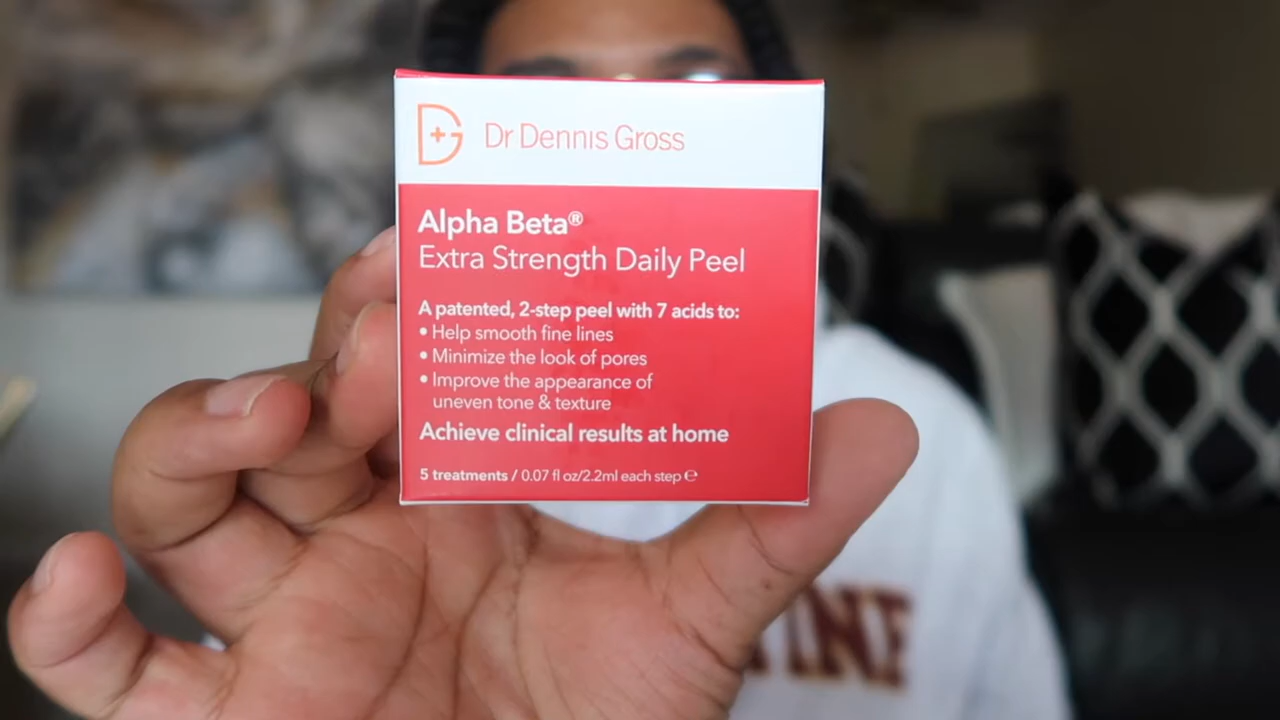 Dr Dennis Gross
Alpha Beta®
Extra Strength Daily Peel
A patented, 2-step peel with 7 acids to:
• Help smooth fine lines
• Minimize the look of pores
• Improve the appearance of
uneven tone & texture
Achieve clinical results at home
5 treatments / 0.07 fl oz/2.2ml each step ℮